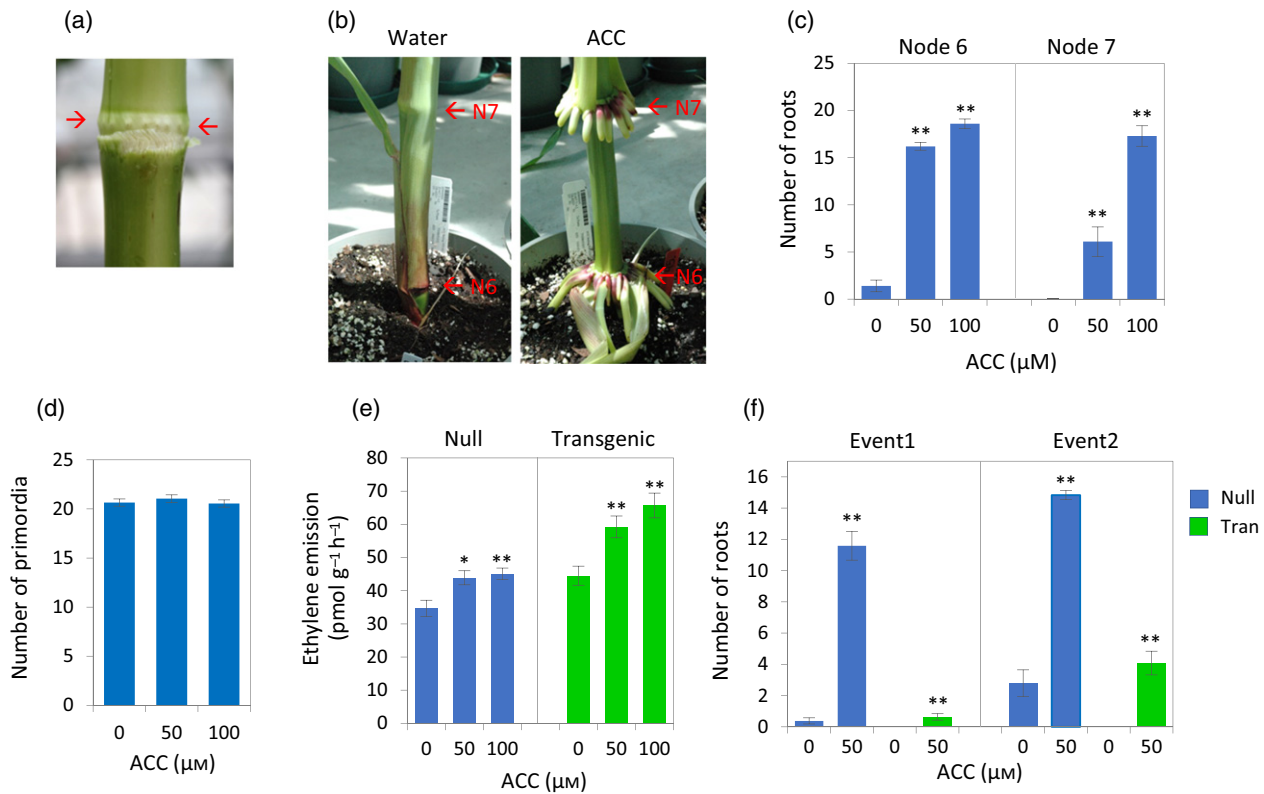 (a)
(b)
Water
ACC
← N7
← N7
← N6
← N6
(c)
Node 6
Node 7
Number of roots
25
20
15
10
5
0
**
**
**
**
0
50
100
0
50
100
ACC (µM)
(d)
Number of primordia
25
20
15
10
5
0
0
50
100
ACC (µM)
(e)
Null
Transgenic
Ethylene emission
(pmol g⁻¹ h⁻¹)
80
70
60
50
40
30
20
10
0
*
**
**
**
0
50
100
0
50
100
ACC (µM)
(f)
Event1
Event2
Number of roots
16
14
12
10
8
6
4
2
0
**
**
**
**
0
50
0
50
0
50
0
50
ACC (µM)
Null
Tran